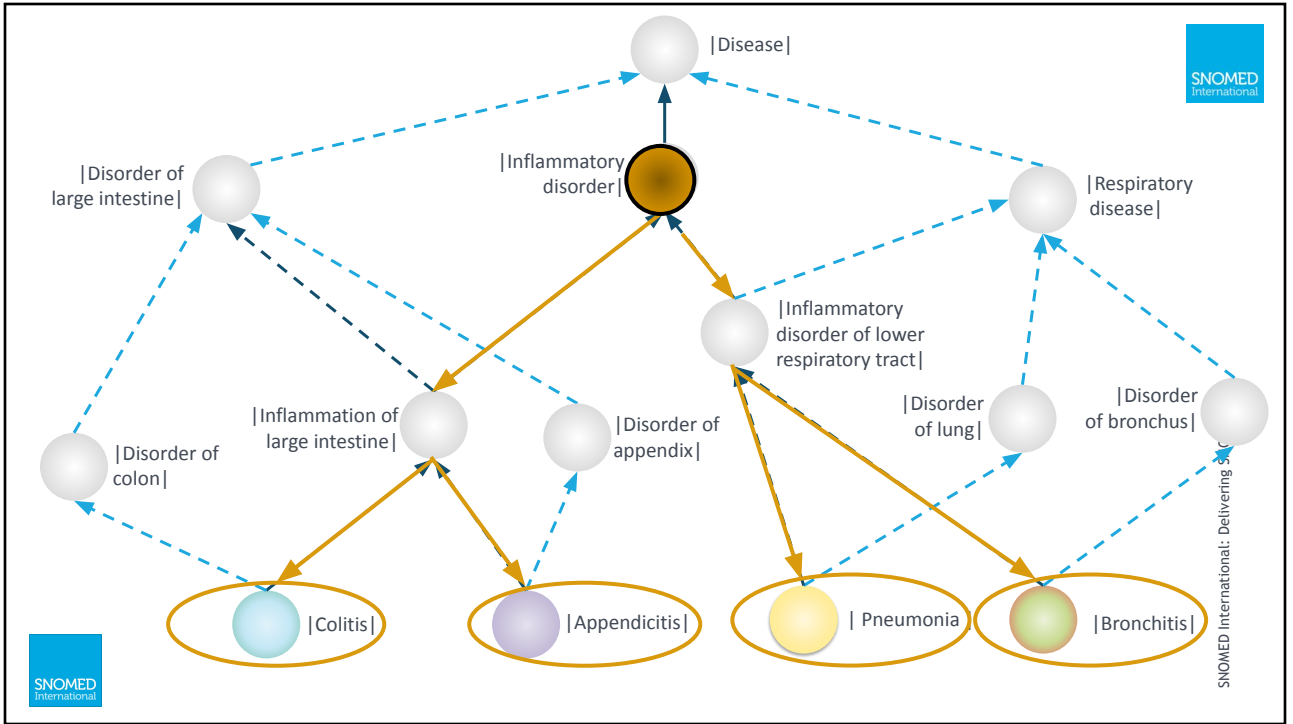 |Disease|
SNOMED
International
|Disorder of
large intestine|
|Inflammatory
disorder|
|Respiratory
disease|
|Inflammatory
disorder of lower
respiratory tract|
|Inflammation of
large intestine|
|Disorder of
appendix|
|Disorder
of lung|
|Disorder
of bronchus|
|Disorder of
colon|
|Colitis|
|Appendicitis|
| Pneumonia|
|Bronchitis|
SNOMED International: Delivering
SNOMED
International